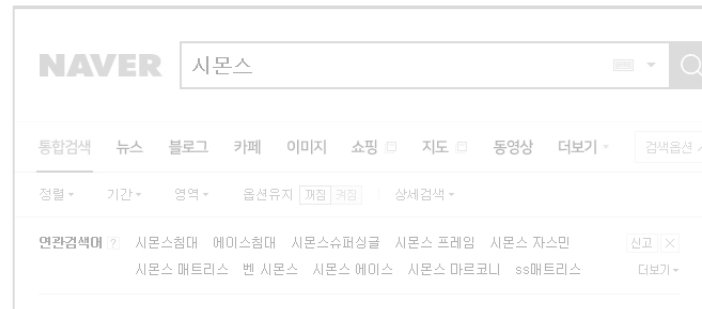 NAVER 시몬스
통합검색 뉴스 블로그 카페 이미지 쇼핑 지도 동영상 더보기 검색옵션
정렬 기간 영역 옵션유지 꺼짐 켜짐 상세검색
연관검색어 ? 시몬스침대 에이스침대 시몬스슈퍼싱글 시몬스 프레임 시몬스 자스민 신고
시몬스 매트리스 벤 시몬스 시몬스 에이스 시몬스 마르코니 ss매트리스 더보기